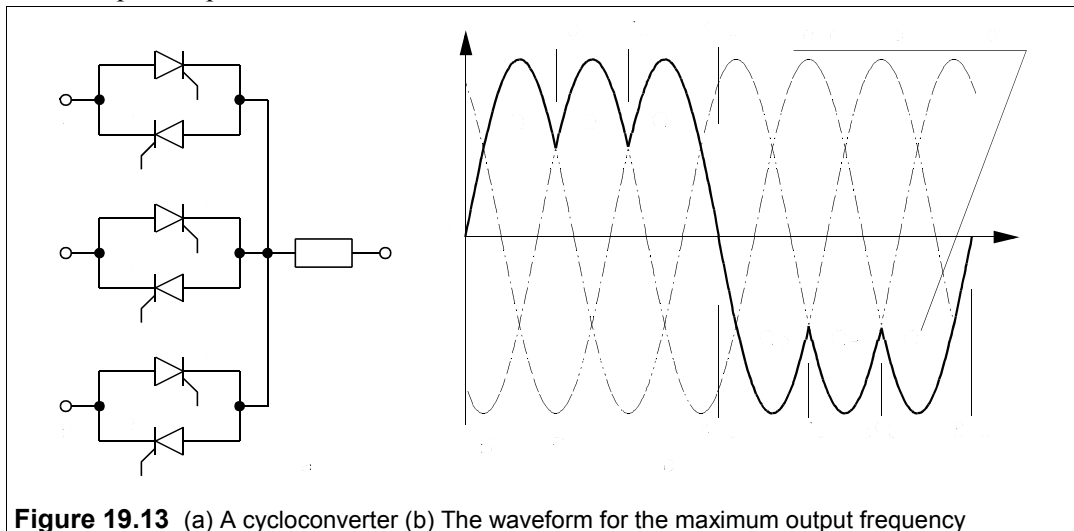 Figure 19.13 (a) A cycloconverter (b) The waveform for the maximum output frequency